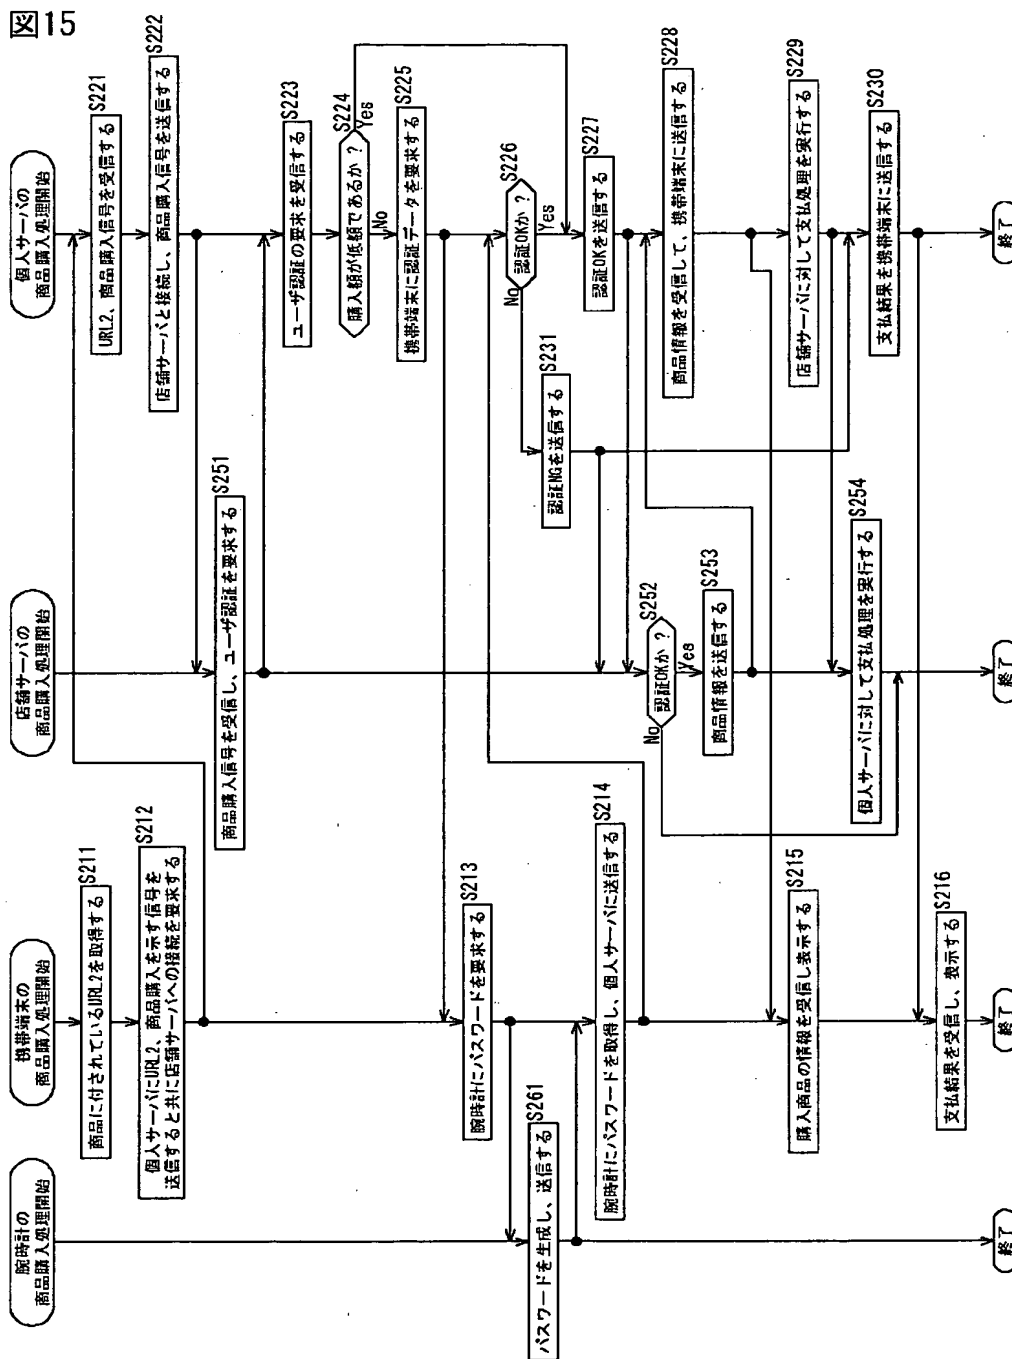 図15
腕時計の
商品購入処理開始
携帯端末の
商品購入処理開始
店舗サーバの
商品購入処理開始
個人サーバの
商品購入処理開始
S211
商品に付されているURL2を取得する
S212
個人サーバにURL2、商品購入を示す信号を
送信すると共に店舗サーバへの接続を要求する
S221
URL2、商品購入信号を受信する
S222
店舗サーバと接続し、商品購入信号を送信する
S251
商品購入信号を受信し、ユーザ認証を要求する
S223
ユーザ認証の要求を受信する
S224
購入額が低額であるか?
Yes
No
S225
携帯端末に認証データを要求する
S213
腕時計にパスワードを要求する
S261
パスワードを生成し、送信する
S214
腕時計にパスワードを取得し、個人サーバに送信する
S226
認証OKか?
No
Yes
S231
認証NGを送信する
S227
認証OKを送信する
S252
認証OKか?
No
Yes
S253
商品情報を送信する
S228
商品情報を受信して、携帯端末に送信する
S215
購入商品の情報を受信し表示する
S229
店舗サーバに対して支払処理を実行する
S254
個人サーバに対して支払処理を実行する
S230
支払結果を携帯端末に送信する
S216
支払結果を受信し、表示する
終了
終了
終了
終了